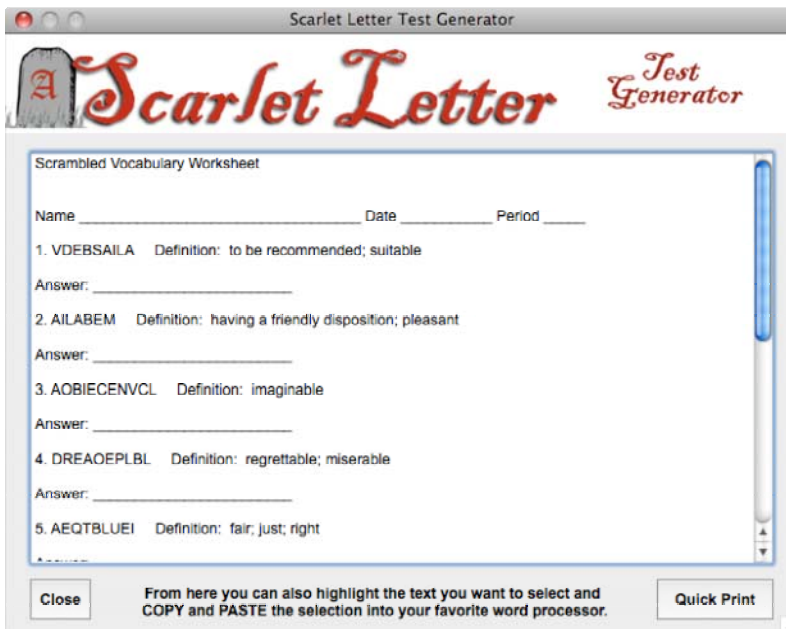 Scarlet Letter Test Generator
A
Scarlet Letter
Test
Generator
Scrambled Vocabulary Worksheet
Name __________________________________ Date ___________ Period _____
1. VDEBSAILA Definition: to be recommended; suitable
Answer: ________________________
2. AILABEM Definition: having a friendly disposition; pleasant
Answer: ________________________
3. AOBIECENVCL Definition: imaginable
Answer: ________________________
4. DREAOEPLBL Definition: regrettable; miserable
Answer: ________________________
5. AEQTBLUEI Definition: fair; just; right
Close
From here you can also highlight the text you want to select and
COPY and PASTE the selection into your favorite word processor.
Quick Print